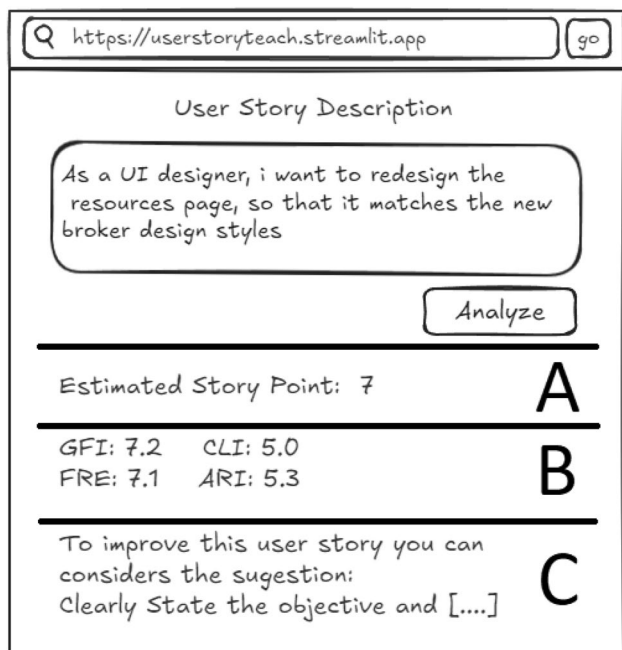 https://userstoryteach.streamlit.app go
User Story Description
As a UI designer, i want to redesign the
resources page, so that it matches the new
broker design styles
Analyze
Estimated Story Point: 7 A
GFI: 7.2 CLI: 5.0
FRE: 7.1 ARI: 5.3
B
To improve this user story you can
considers the sugestion:
Clearly State the objective and [....]
C